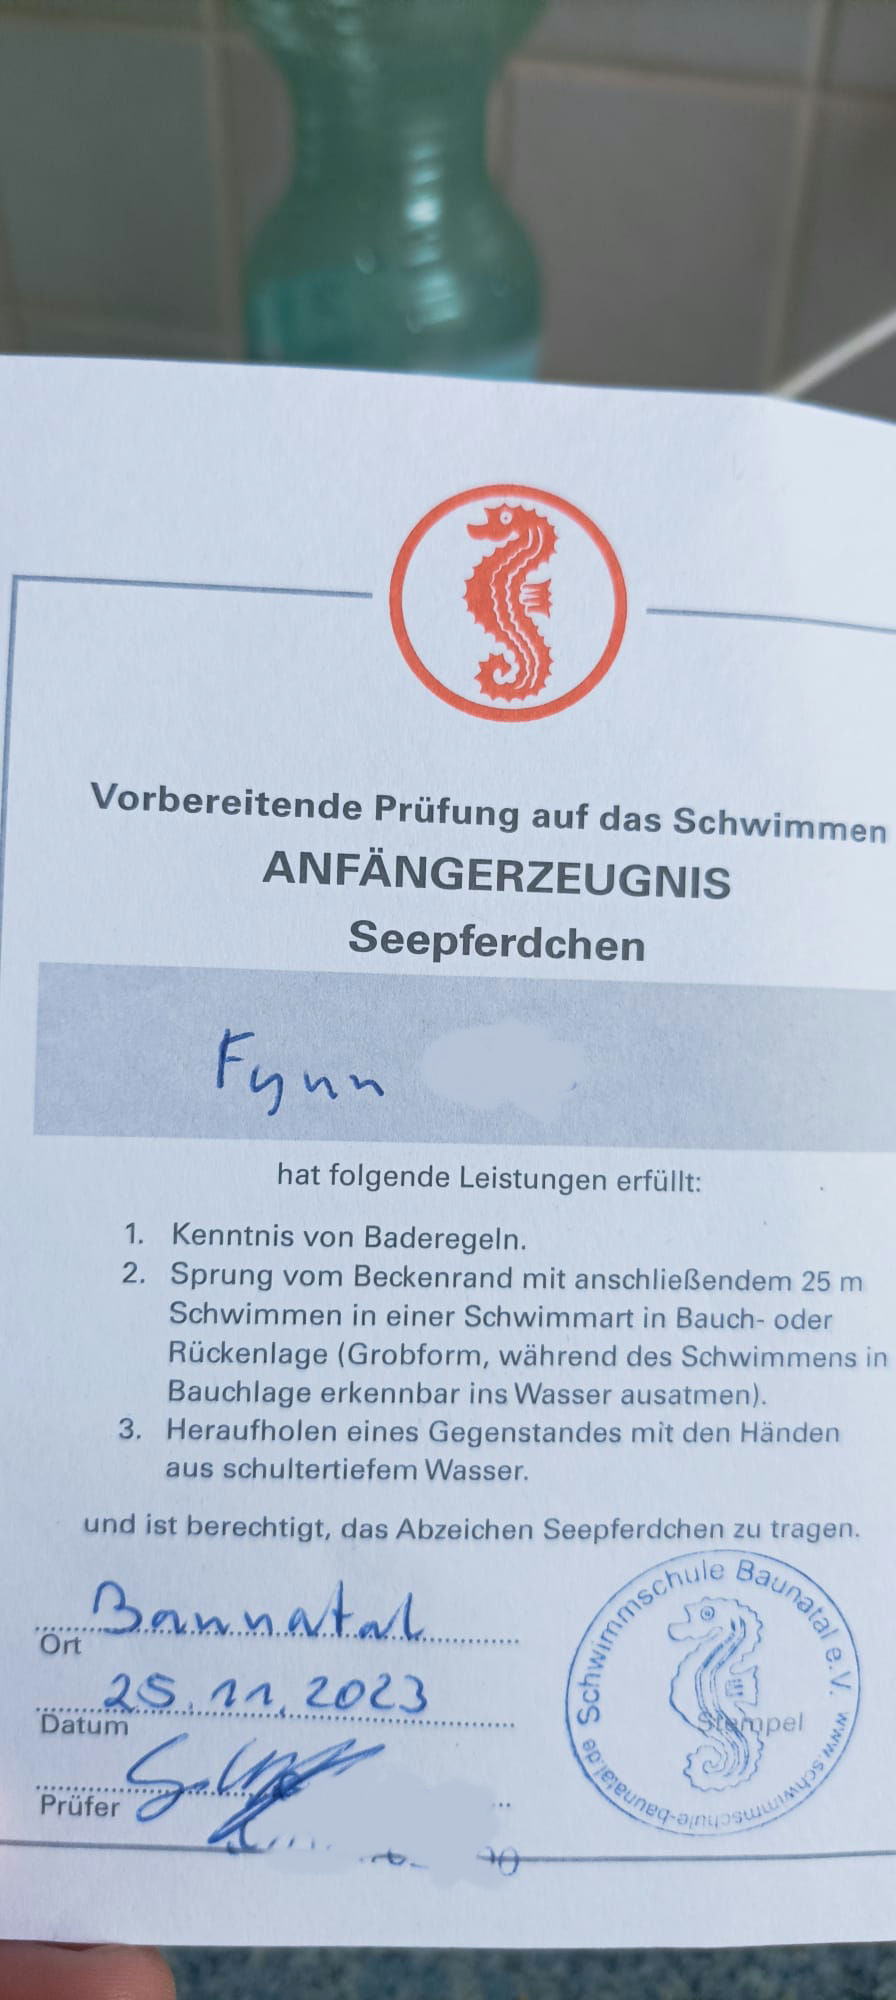 Vorbereitende Prüfung auf das Schwimmen
ANFÄNGERZEUGNIS
Seepferdchen
Fynn
hat folgende Leistungen erfüllt:
1. Kenntnis von Baderegeln.
2. Sprung vom Beckenrand mit anschließendem 25 m
Schwimmen in einer Schwimmart in Bauch- oder
Rückenlage (Grobform, während des Schwimmens in
Bauchlage erkennbar ins Wasser ausatmen).
3. Heraufholen eines Gegenstandes mit den Händen
aus schultertiefem Wasser.
und ist berechtigt, das Abzeichen Seepferdchen zu tragen.
Baunatal
Ort
25.11.2023
Datum
Prüfer
Schwimmschule Baunatal e.V. www.schwimmschule-baunatal.de
Stempel